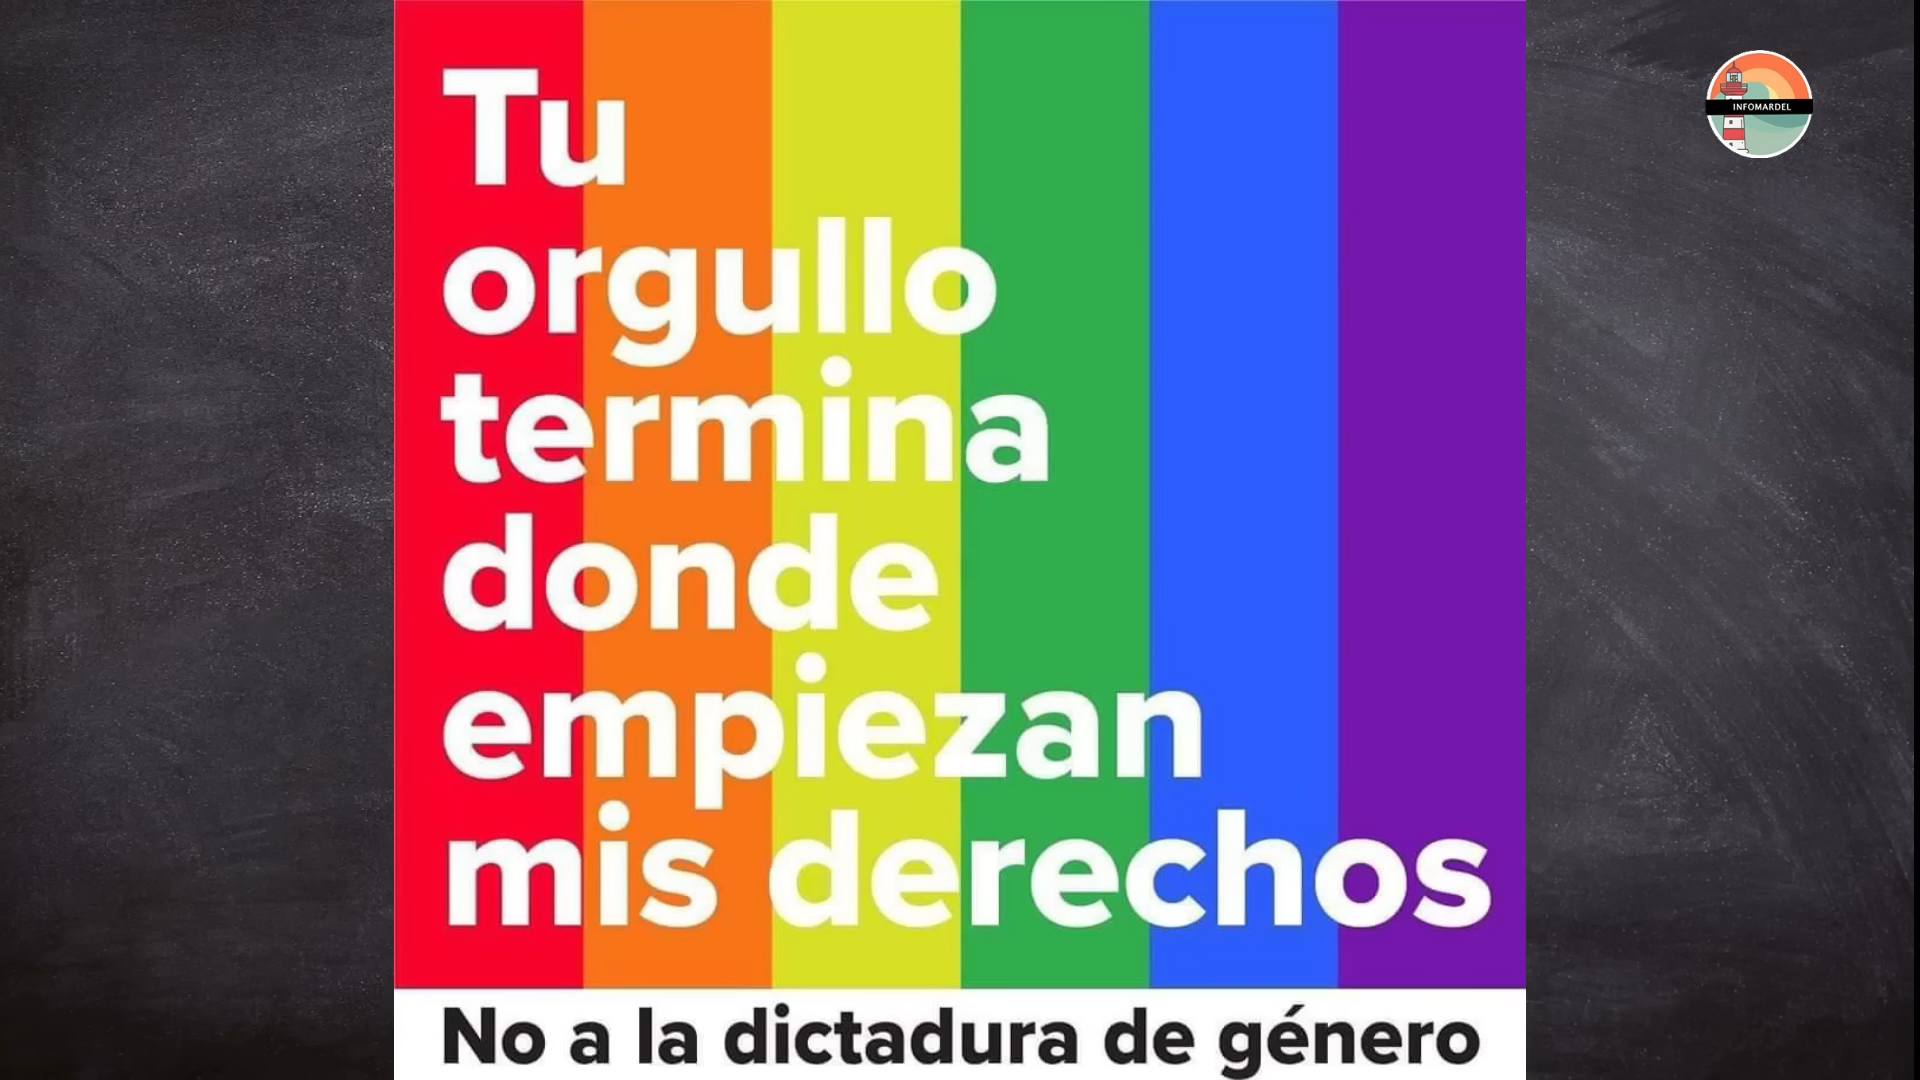 Tu
orgullo
termina
donde
empiezan
mis derechos
No a la dictadura de género
INFOMARDEL